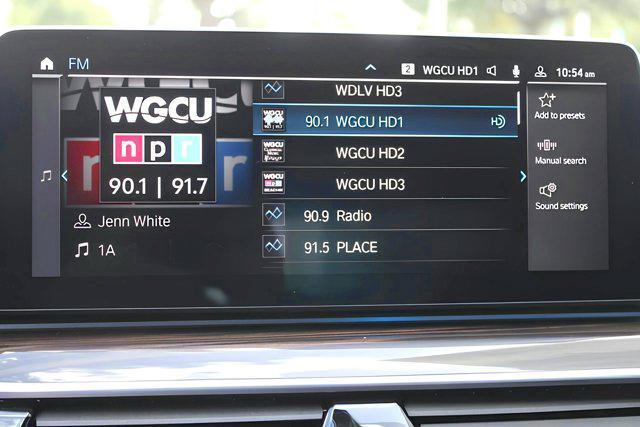 FM
2 WGCU HD1
10:54 am
WGCU
npr
90.1 | 91.7
Jenn White
1A
WDLV HD3
90.1 WGCU HD1 HD
WGCU HD2
WGCU HD3
90.9 Radio
91.5 PLACE
Add to presets
Manual search
Sound settings